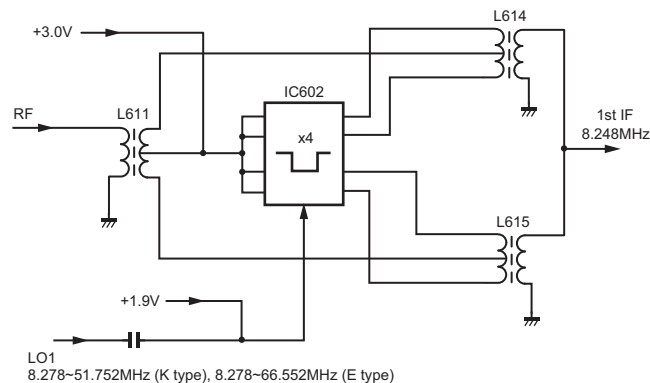 L614
+3.0V
IC602
RF
L611
x4
1st IF
8.248MHz
L615
+1.9V
LO1
8.278~51.752MHz (K type), 8.278~66.552MHz (E type)